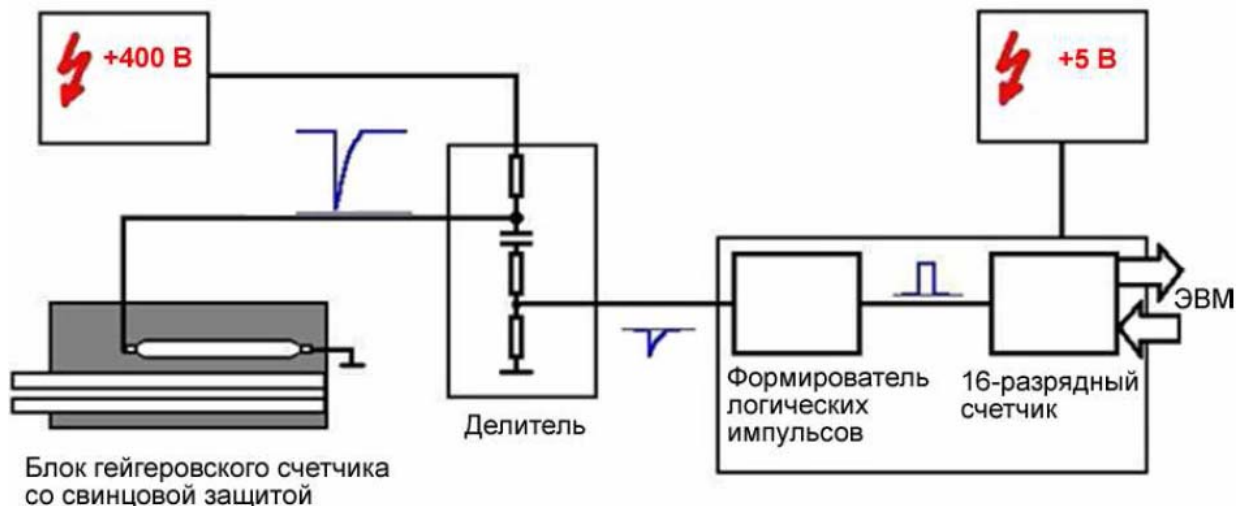 +400 В
+5 В
ЭВМ
Делитель
Формирователь
логических
импульсов
16-разрядный
счетчик
Блок гейгеровского счетчика
со свинцовой защитой